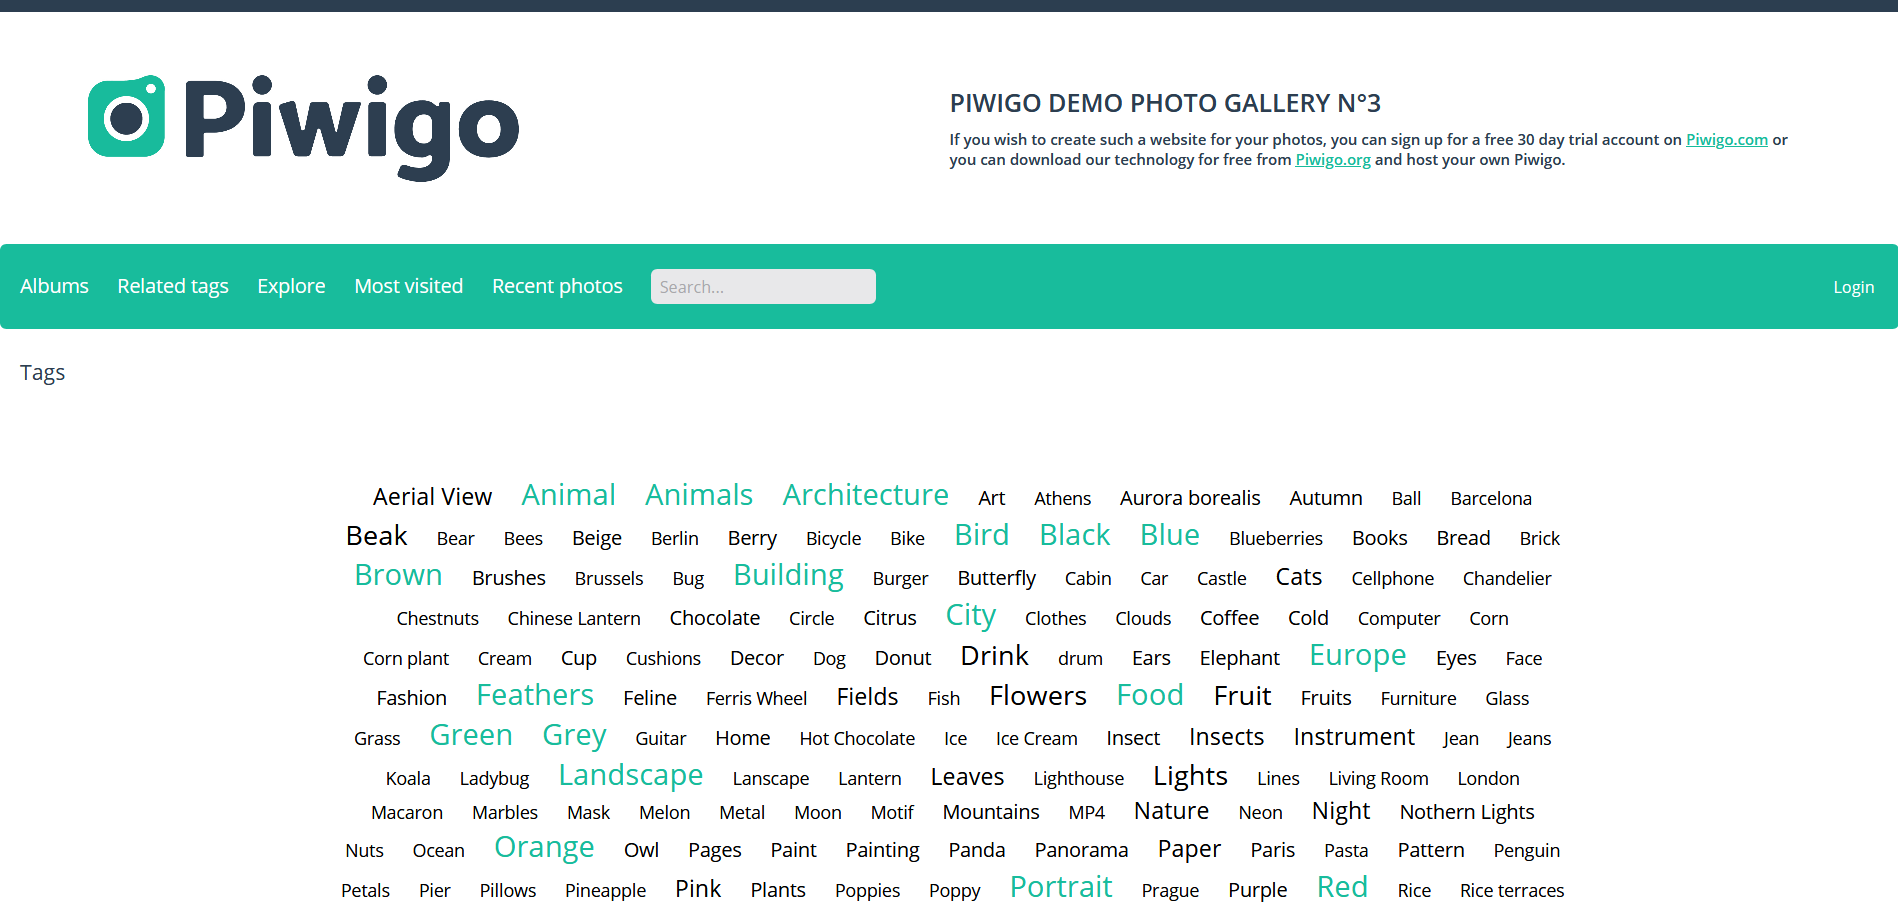 Piwigo
PIWIGO DEMO PHOTO GALLERY N°3
If you wish to create such a website for your photos, you can sign up for a free 30 day trial account on Piwigo.com or
you can download our technology for free from Piwigo.org and host your own Piwigo.
Albums Related tags Explore Most visited Recent photos Search... Login
Tags
Aerial View Animal Animals Architecture Art Athens Aurora borealis Autumn Ball Barcelona
Beak Bear Bees Beige Berlin Berry Bicycle Bike Bird Black Blue Blueberries Books Bread Brick
Brown Brushes Brussels Bug Building Burger Butterfly Cabin Car Castle Cats Cellphone Chandelier
Chestnuts Chinese Lantern Chocolate Circle Citrus City Clothes Clouds Coffee Cold Computer Corn
Corn plant Cream Cup Cushions Decor Dog Donut Drink drum Ears Elephant Europe Eyes Face
Fashion Feathers Feline Ferris Wheel Fields Fish Flowers Food Fruit Fruits Furniture Glass
Grass Green Grey Guitar Home Hot Chocolate Ice Ice Cream Insect Insects Instrument Jean Jeans
Koala Ladybug Landscape Lanscape Lantern Leaves Lighthouse Lights Lines Living Room London
Macaron Marbles Mask Melon Metal Moon Motif Mountains MP4 Nature Neon Night Nothern Lights
Nuts Ocean Orange Owl Pages Paint Painting Panda Panorama Paper Paris Pasta Pattern Penguin
Petals Pier Pillows Pineapple Pink Plants Poppies Poppy Portrait Prague Purple Red Rice Rice terraces